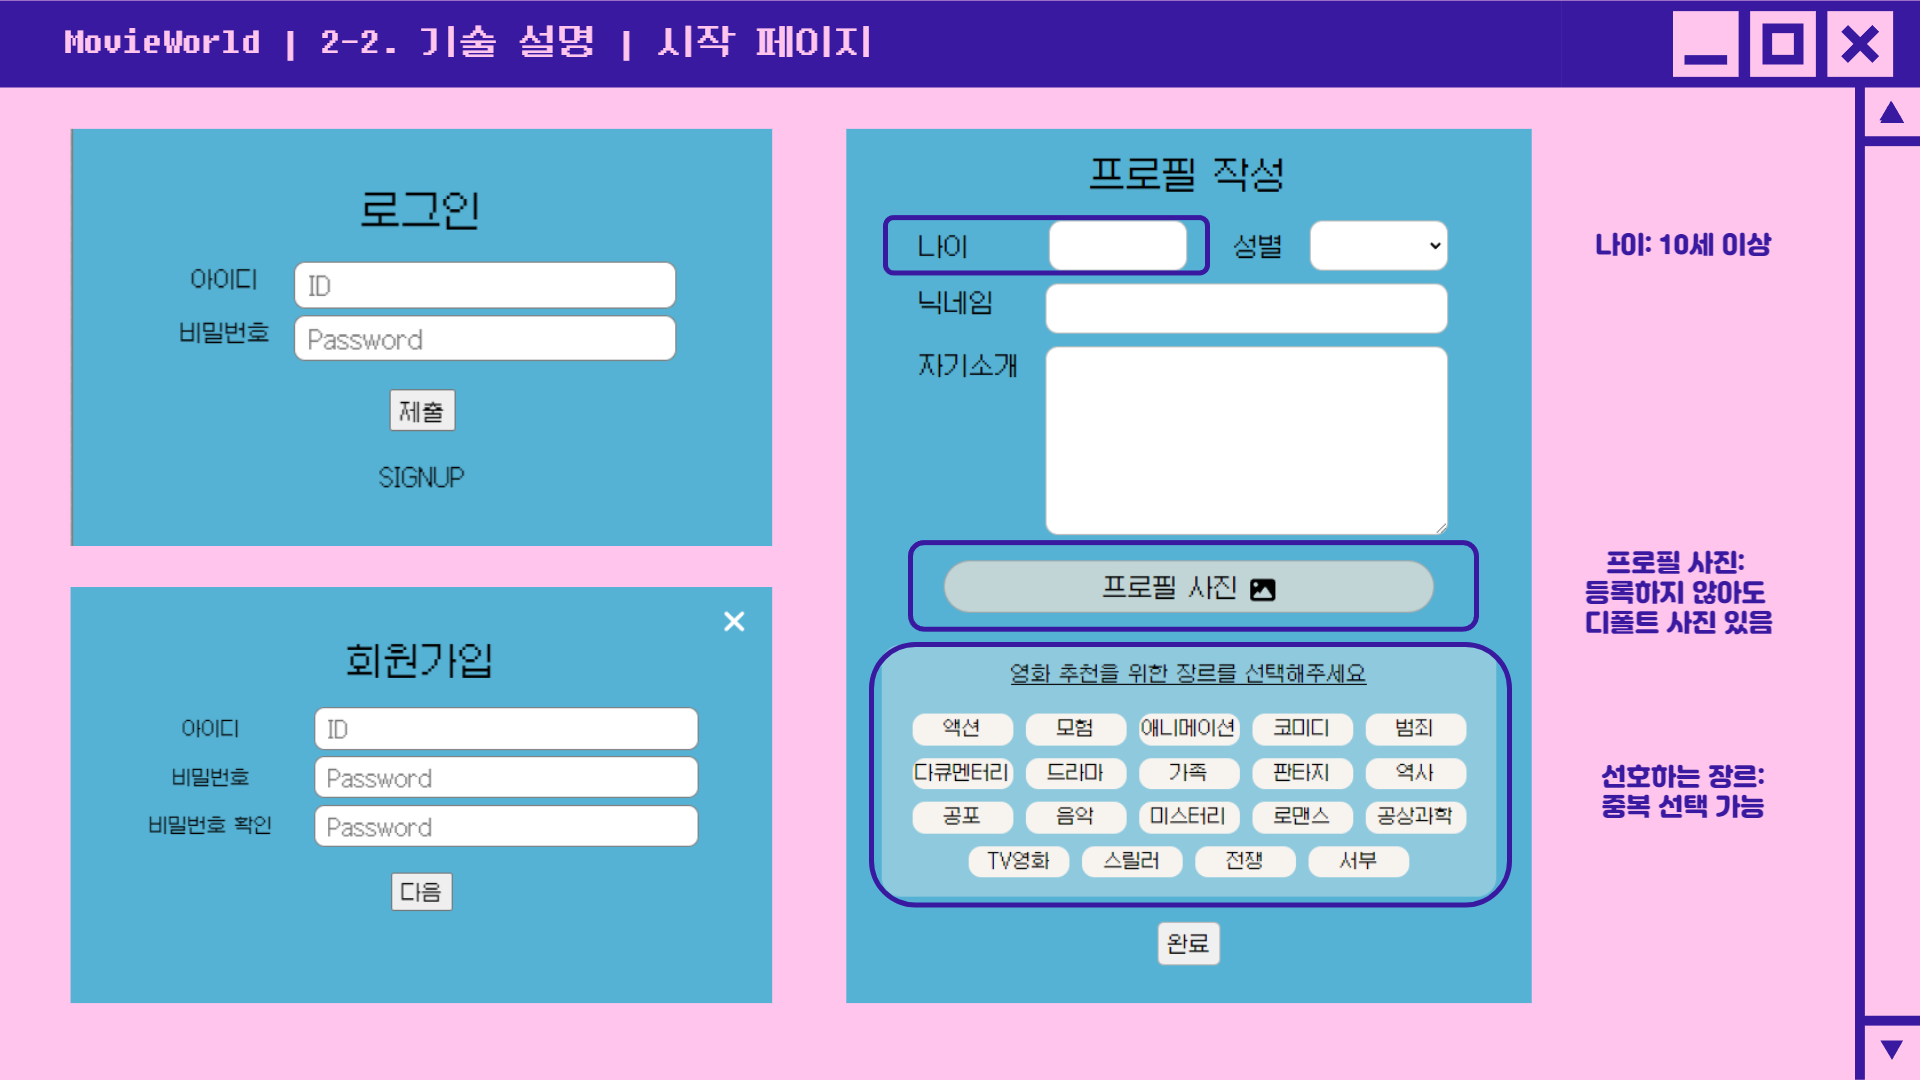 MovieWorld | 2-2. 기술 설명 | 시작 페이지
로그인
아이디 ID
비밀번호 Password
제출
SIGNUP
회원가입
아이디 ID
비밀번호 Password
비밀번호 확인 Password
다음
프로필 작성
나이 성별
닉네임
자기소개
프로필 사진
영화 추천을 위한 장르를 선택해주세요
액션 모험 애니메이션 코미디 범죄
다큐멘터리 드라마 가족 판타지 역사
공포 음악 미스터리 로맨스 공상과학
TV영화 스릴러 전쟁 서부
완료
나이: 10세 이상
프로필 사진:
등록하지 않아도
디폴트 사진 있음
선호하는 장르:
중복 선택 가능